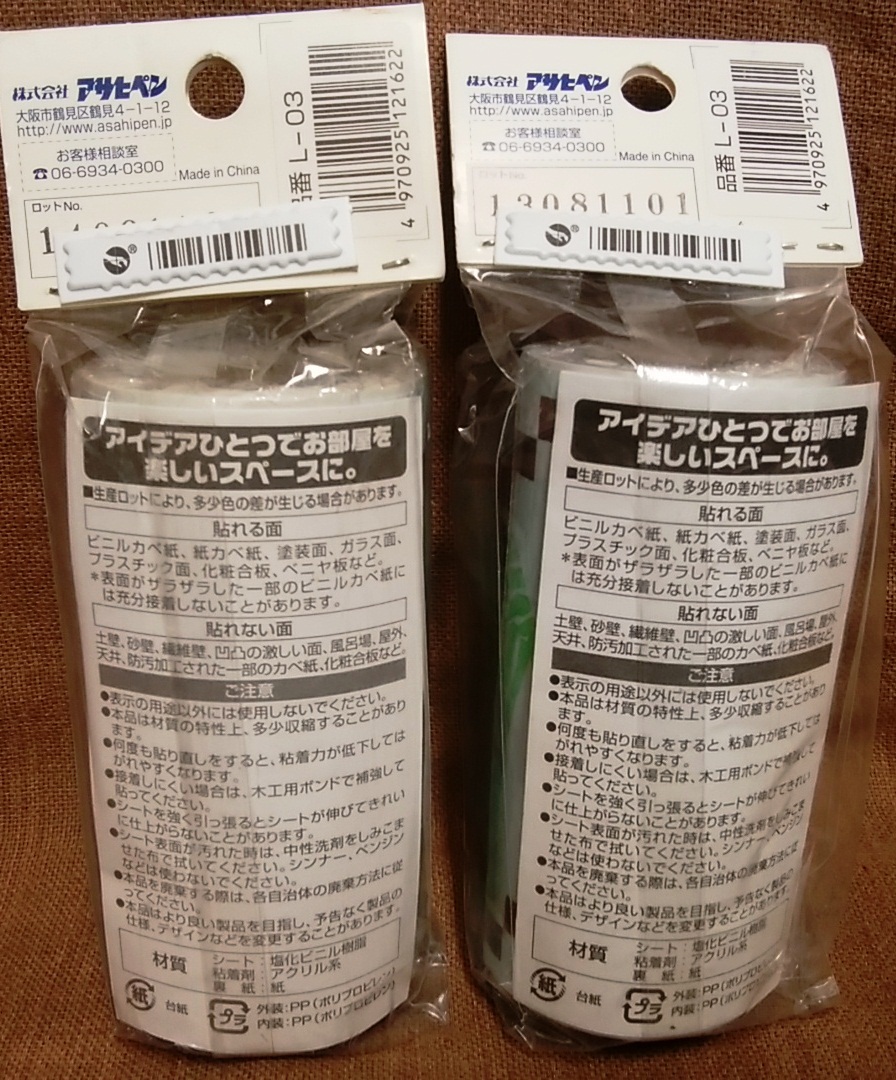 株式会社 アサヒペン
大阪市鶴見区鶴見4-1-12
http://www.asahipen.jp/
お客様相談室
☎06-6934-0300
Made in China
ロットNo.
品番 L-03
4 970925 121622
アイデアひとつでお部屋を
楽しいスペースに。
■生産ロットにより、多少色の差が生じる場合があります。
貼れる面
ビニルカベ紙、紙カベ紙、塗装面、ガラス面、
プラスチック面、化粧合板、ベニヤ板など。
*表面がザラザラした一部のビニルカベ紙に
は充分接着しないことがあります。
貼れない面
土壁、砂壁、繊維壁、凹凸の激しい面、風呂場、屋外、
天井、防汚加工された一部のカベ紙、化粧合板など。
ご注意
●表示の用途以外には使用しないでください。
●本品は材質の特性上、多少収縮することがあり
ます。
●何度も貼り直しをすると、粘着力が低下しては
がれやすくなります。
●接着しにくい場合は、木工用ボンドで補強して
貼ってください。
●シートを強く引っ張るとシートが伸びてきれい
に仕上がらないことがあります。
●シート表面が汚れた時は、中性洗剤をしみこま
せた布で拭いてください。シンナー、ベンジン
などは使わないでください。
●本品を廃棄する際は、各自治体の廃棄方法に従
ってください。
●本品はより良い製品を目指し、予告なく製品の
仕様、デザインなどを変更することがあります。
材質
シート:塩化ビニル樹脂
粘着剤:アクリル系
裏 紙:紙
紙 台紙
プラ 外装:PP(ポリプロピレン)
内装:PP(ポリプロピレン)
株式会社 アサヒペン
大阪市鶴見区鶴見4-1-12
http://www.asahipen.jp/
お客様相談室
☎06-6934-0300
Made in China
ロットNo.
13081101
品番 L-03
4 970925 121622
アイデアひとつでお部屋を
楽しいスペースに。
■生産ロットにより、多少色の差が生じる場合があります。
貼れる面
ビニルカベ紙、紙カベ紙、塗装面、ガラス面、
プラスチック面、化粧合板、ベニヤ板など。
*表面がザラザラした一部のビニルカベ紙に
は充分接着しないことがあります。
貼れない面
土壁、砂壁、繊維壁、凹凸の激しい面、風呂場、屋外、
天井、防汚加工された一部のカベ紙、化粧合板など。
ご注意
●表示の用途以外には使用しないでください。
●本品は材質の特性上、多少収縮することがあり
ます。
●何度も貼り直しをすると、粘着力が低下しては
がれやすくなります。
●接着しにくい場合は、木工用ボンドで補強して
貼ってください。
●シートを強く引っ張るとシートが伸びてきれい
に仕上がらないことがあります。
●シート表面が汚れた時は、中性洗剤をしみこま
せた布で拭いてください。シンナー、ベンジン
などは使わないでください。
●本品を廃棄する際は、各自治体の廃棄方法に従
ってください。
●本品はより良い製品を目指し、予告なく製品の
仕様、デザインなどを変更することがあります。
材質
シート:塩化ビニル樹脂
粘着剤:アクリル系
裏 紙:紙
紙 台紙
プラ 外装:PP(ポリプロピレン)
内装:PP